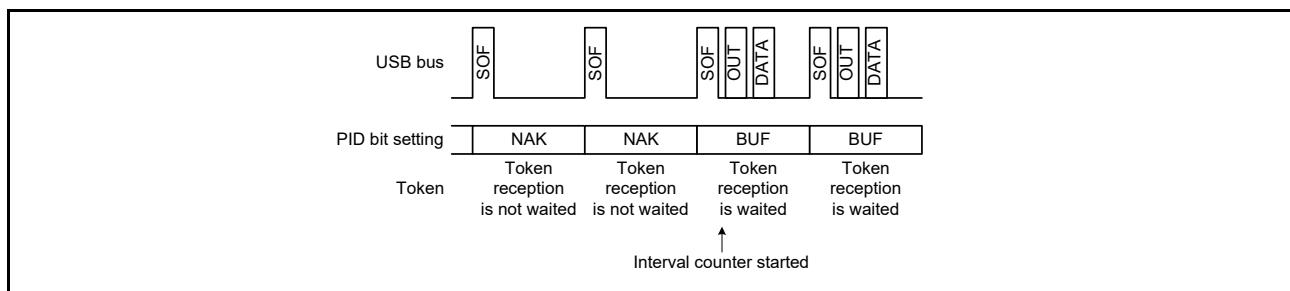 USB bus
SOF
SOF
SOF
OUT
DATA
SOF
OUT
DATA
PID bit setting
NAK
NAK
BUF
BUF
Token
Token
reception
is not waited
Token
reception
is not waited
Token
reception
is waited
Token
reception
is waited
Interval counter started